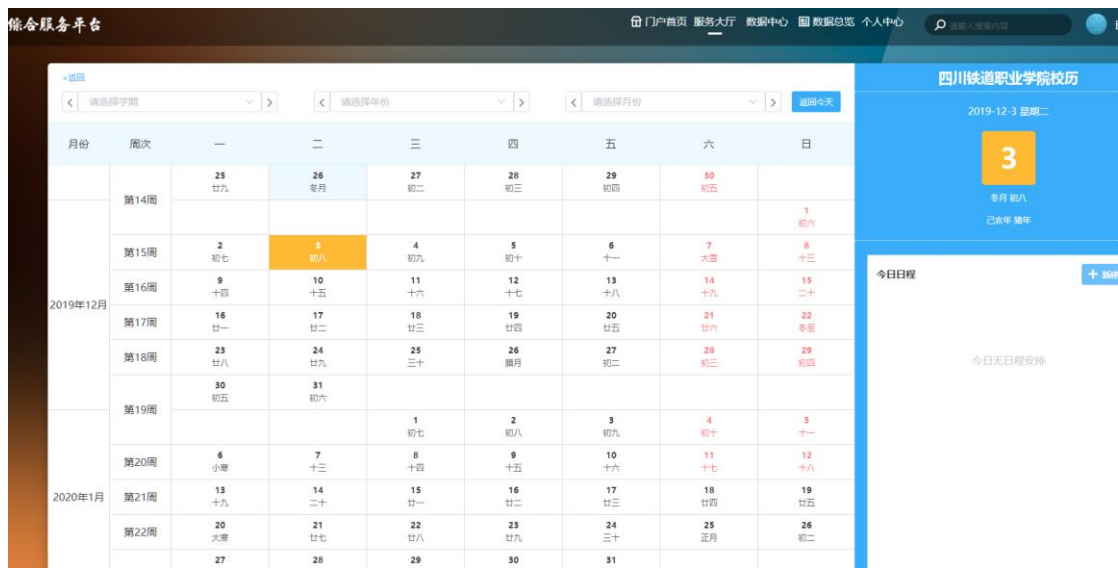 综合服务平台
门户首页 服务大厅 数据中心 数据总览 个人中心 请输入搜索内容
<返回
请选择学期 请选择年份 请选择月份 返回今天
月份 周次 一 二 三 四 五 六 日
25 26 27 28 29 30
廿九 冬月 初二 初三 初四 初五
第14周
1
初六
2019年12月
第15周
2 3 4 5 6 7 8
初七 初八 初九 初十 十一 大雪 十三
第16周
9 10 11 12 13 14 15
十四 十五 十六 十七 十八 十九 二十
第17周
16 17 18 19 20 21 22
廿一 廿二 廿三 廿四 廿五 廿六 冬至
第18周
23 24 25 26 27 28 29
廿八 廿九 三十 腊月 初二 初三 初四
30 31
初五 初六
第19周
1 2 3 4 5
初七 初八 初九 初十 十一
2020年1月
第20周
6 7 8 9 10 11 12
小寒 十三 十四 十五 十六 十七 十八
第21周
13 14 15 16 17 18 19
十九 二十 廿一 廿二 廿三 廿四 廿五
第22周
20 21 22 23 24 25 26
大寒 廿七 廿八 廿九 三十 正月 初二
27 28 29 30 31
四川铁道职业学院校历
2019-12-3 星期二
3
冬月 初八
己亥年 猪年
今日日程
今日无日程安排